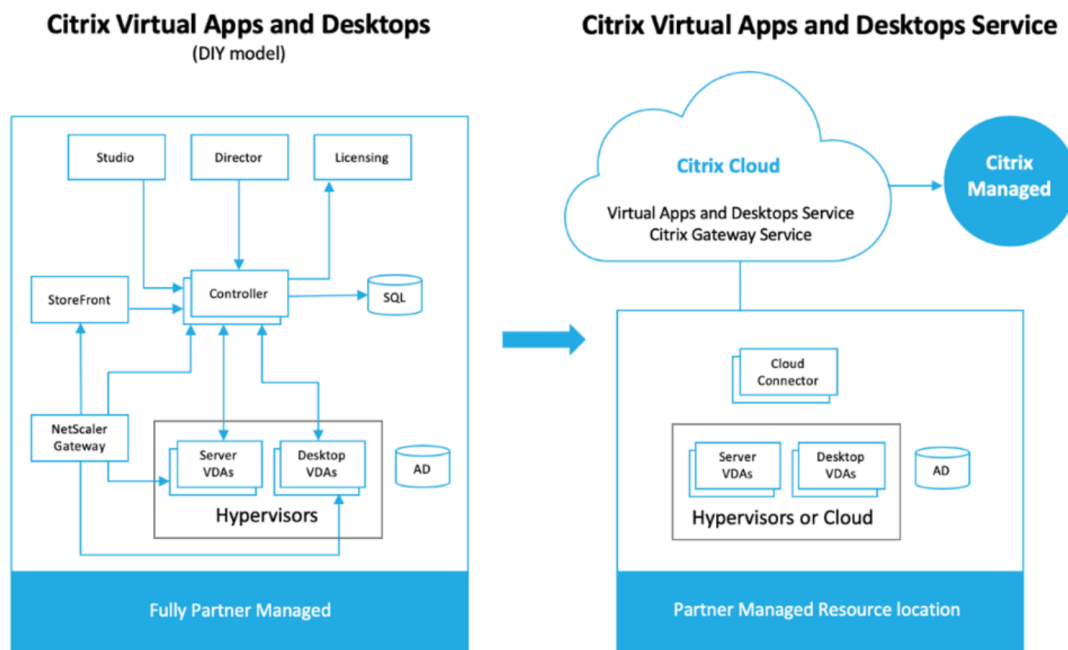 Citrix Virtual Apps and Desktops
(DIY model)
Studio
Director
Licensing
StoreFront
Controller
SQL
NetScaler
Gateway
Server
VDAs
Desktop
VDAs
AD
Hypervisors
Fully Partner Managed
Citrix Virtual Apps and Desktops Service
Citrix Cloud
Virtual Apps and Desktops Service
Citrix Gateway Service
Citrix
Managed
Cloud
Connector
Server
VDAs
Desktop
VDAs
AD
Hypervisors or Cloud
Partner Managed Resource location